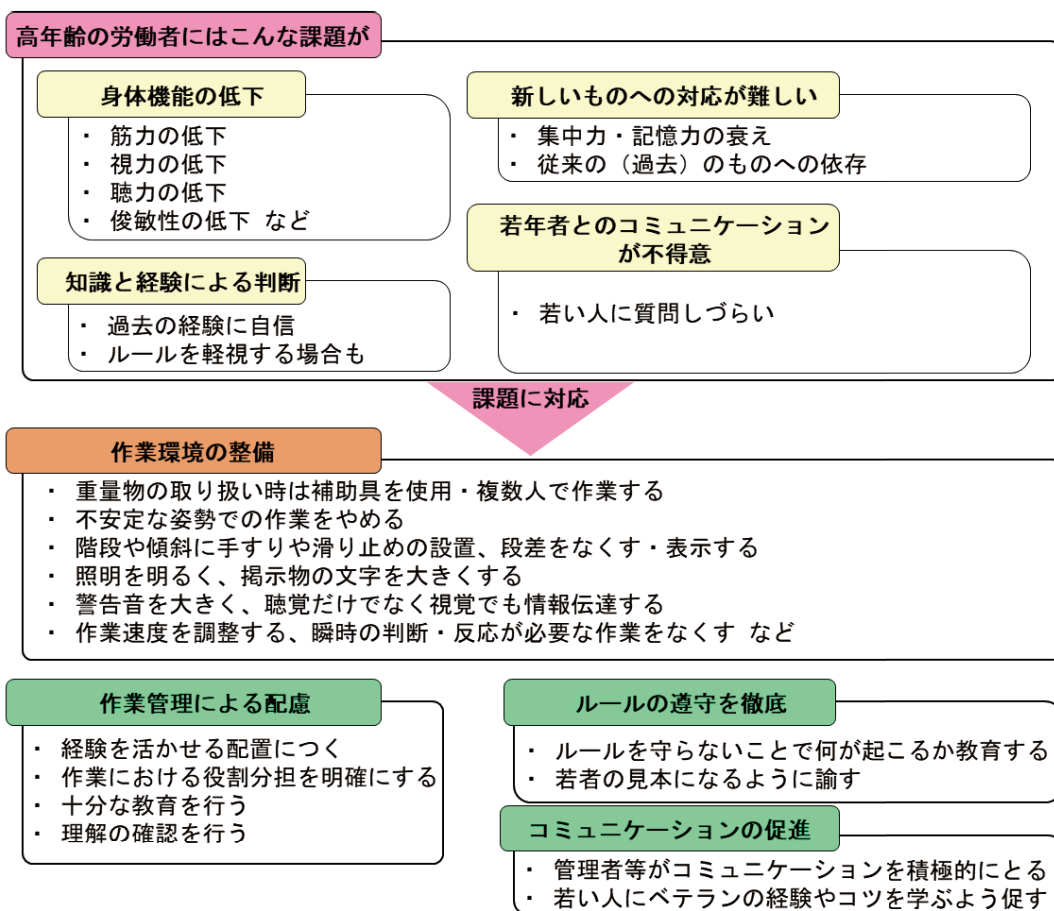 高年齢の労働者にはこんな課題が
身体機能の低下
・ 筋力の低下
・ 視力の低下
・ 聴力の低下
・ 俊敏性の低下 など
知識と経験による判断
・ 過去の経験に自信
・ ルールを軽視する場合も
新しいものへの対応が難しい
・ 集中力・記憶力の衰え
・ 従来の（過去）のものへの依存
若年者とのコミュニケーション
が不得意
・ 若い人に質問しづらい
課題に対応
作業環境の整備
・ 重量物の取り扱い時は補助具を使用・複数人で作業する
・ 不安定な姿勢での作業をやめる
・ 階段や傾斜に手すりや滑り止めの設置、段差をなくす・表示する
・ 照明を明るく、掲示物の文字を大きくする
・ 警告音を大きく、聴覚だけでなく視覚でも情報伝達する
・ 作業速度を調整する、瞬時の判断・反応が必要な作業をなくす など
作業管理による配慮
・ 経験を活かせる配置につく
・ 作業における役割分担を明確にする
・ 十分な教育を行う
・ 理解の確認を行う
ルールの遵守を徹底
・ ルールを守らないことで何が起こるか教育する
・ 若者の見本になるように諭す
コミュニケーションの促進
・ 管理者等がコミュニケーションを積極的にとる
・ 若い人にベテランの経験やコツを学ぶよう促す